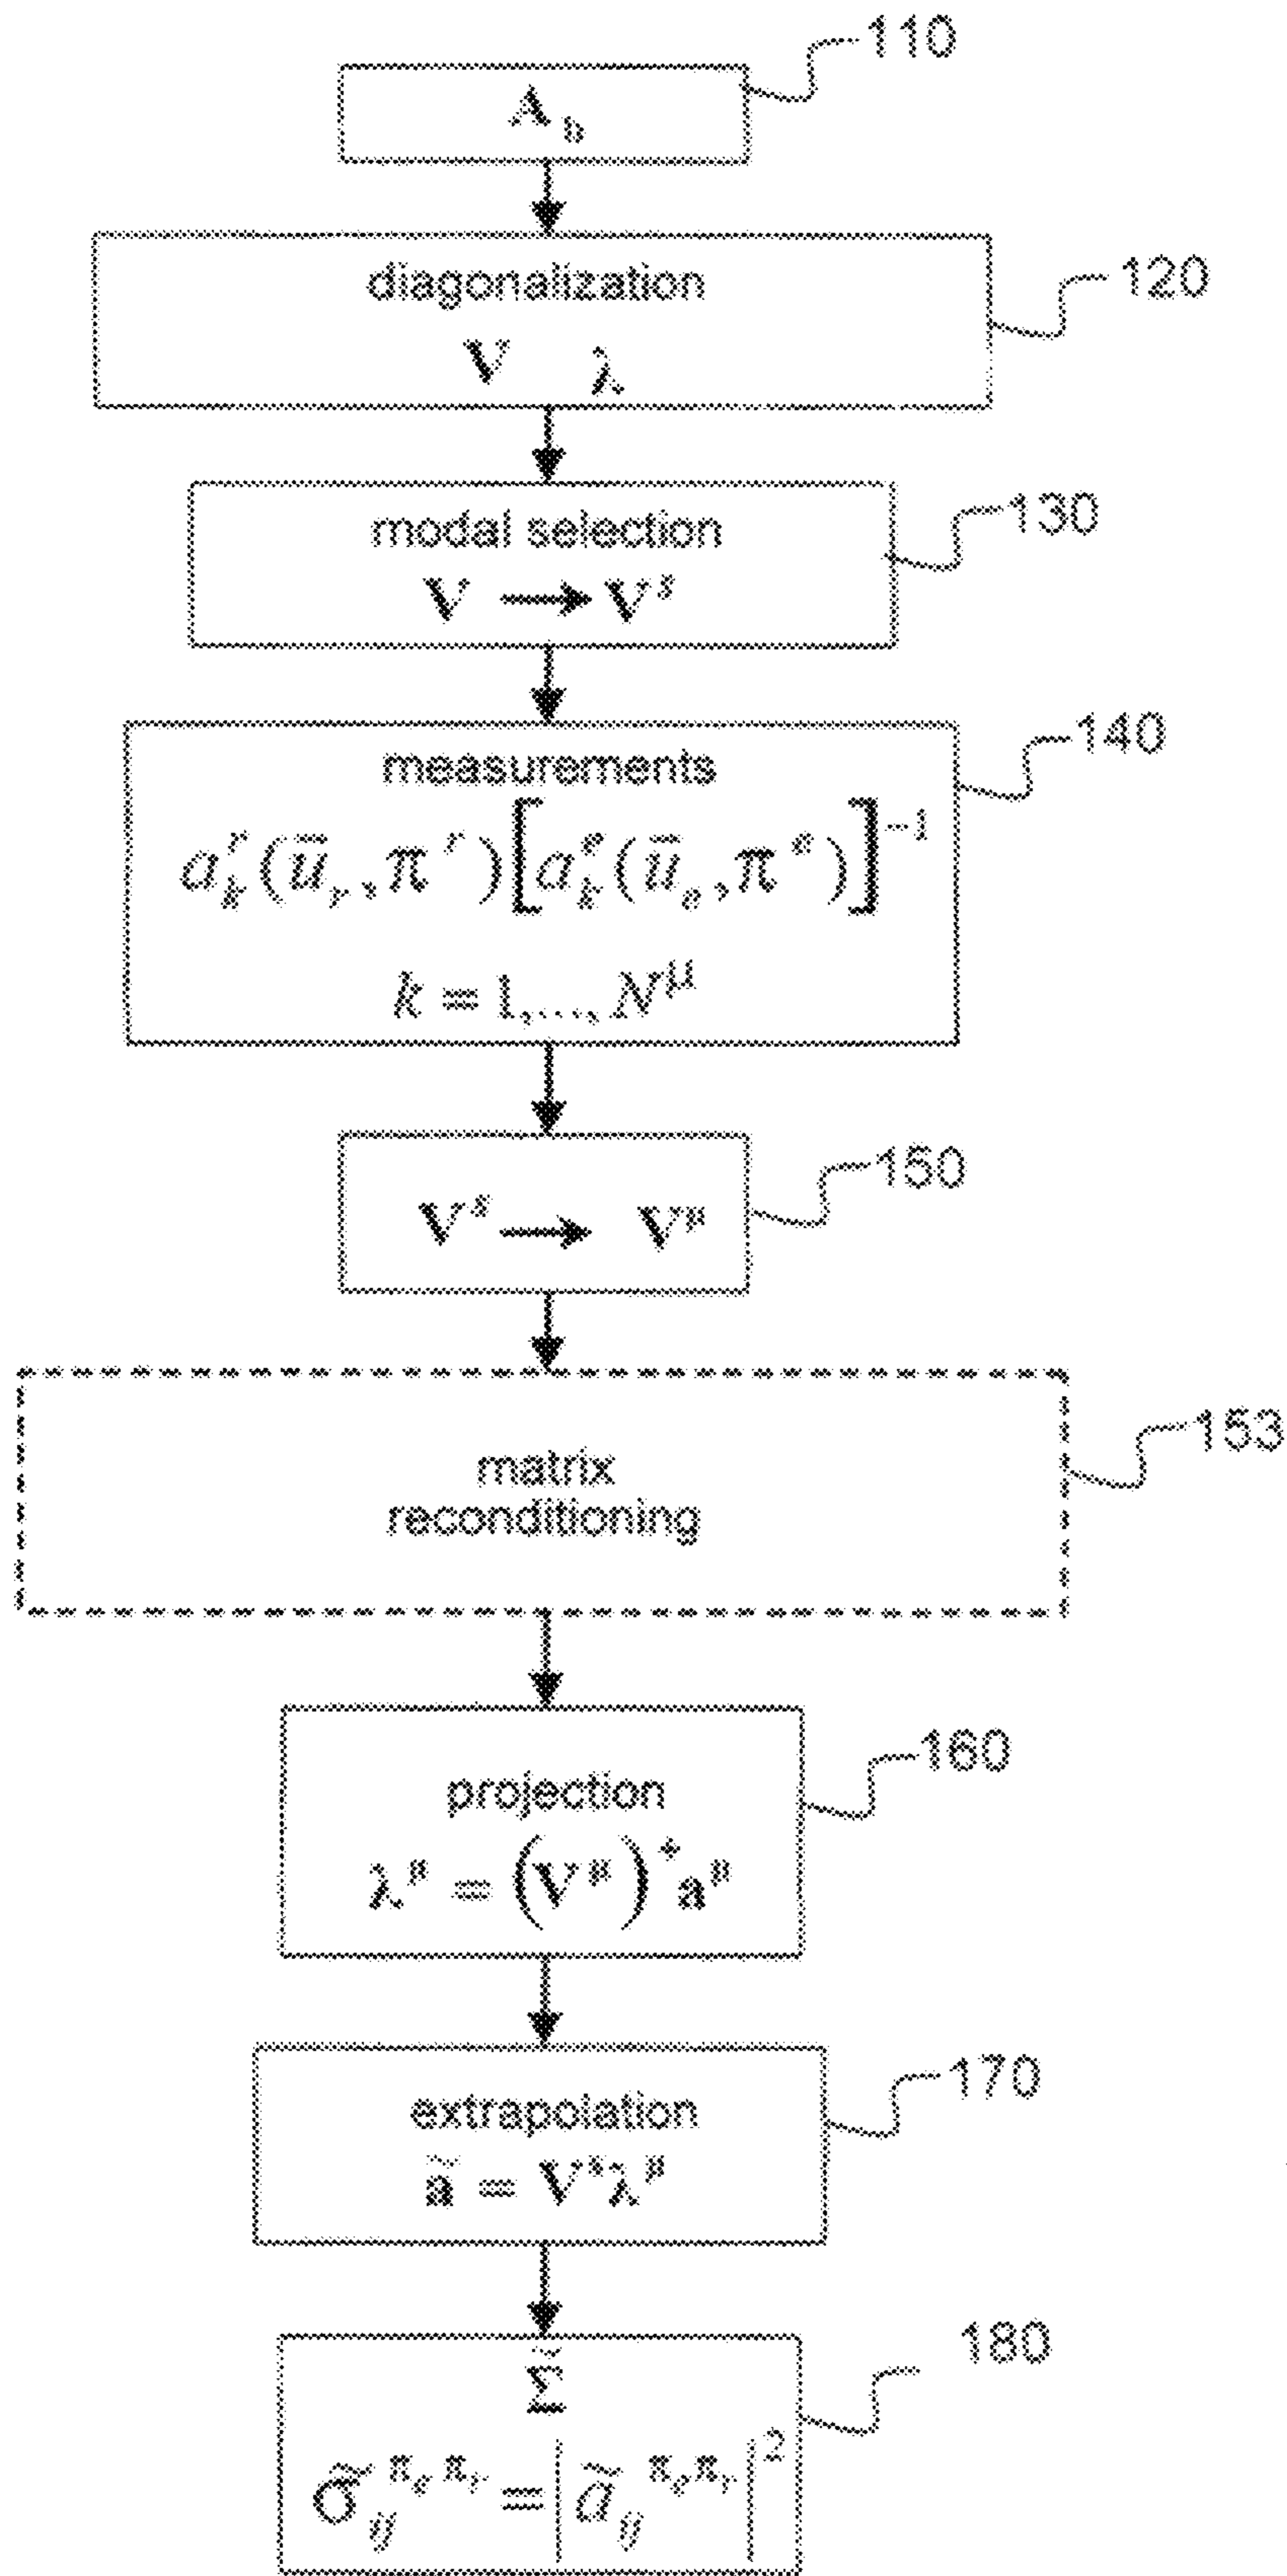 110
A_b
diagonalization
120
V λ
modal selection
130
V → V^s
measurements
140
a_k^r(ū_r, π^r)[a_k^e(ū_e, π^e)]^-1
k = 1,..., N^μ
150
V^s → V^μ
153
matrix
reconditioning
160
projection
λ^μ = (V^μ)^+ a^μ
170
extrapolation
ã = V^s λ^μ
180
Σ̃
σ̃_ij^{π_e π_r} = |ã_ij^{π_e π_r}|^2